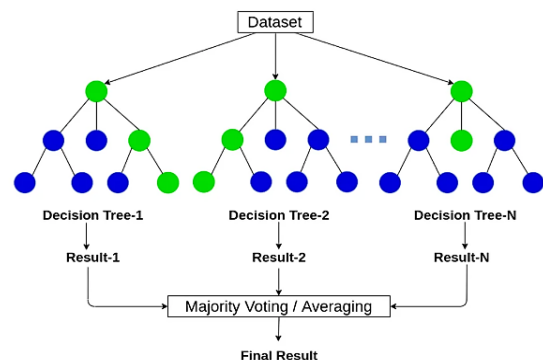 Dataset
Decision Tree-1
Decision Tree-2
Decision Tree-N
Result-1
Result-2
Result-N
Majority Voting / Averaging
Final Result